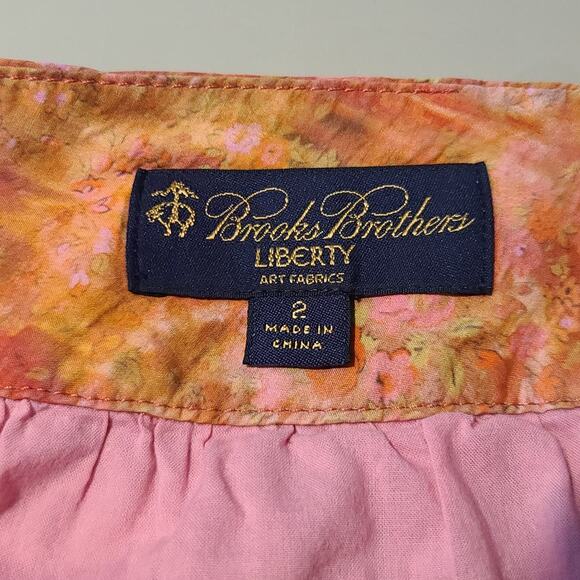 Brooks Brothers
LIBERTY
ART FABRICS
2
MADE IN
CHINA